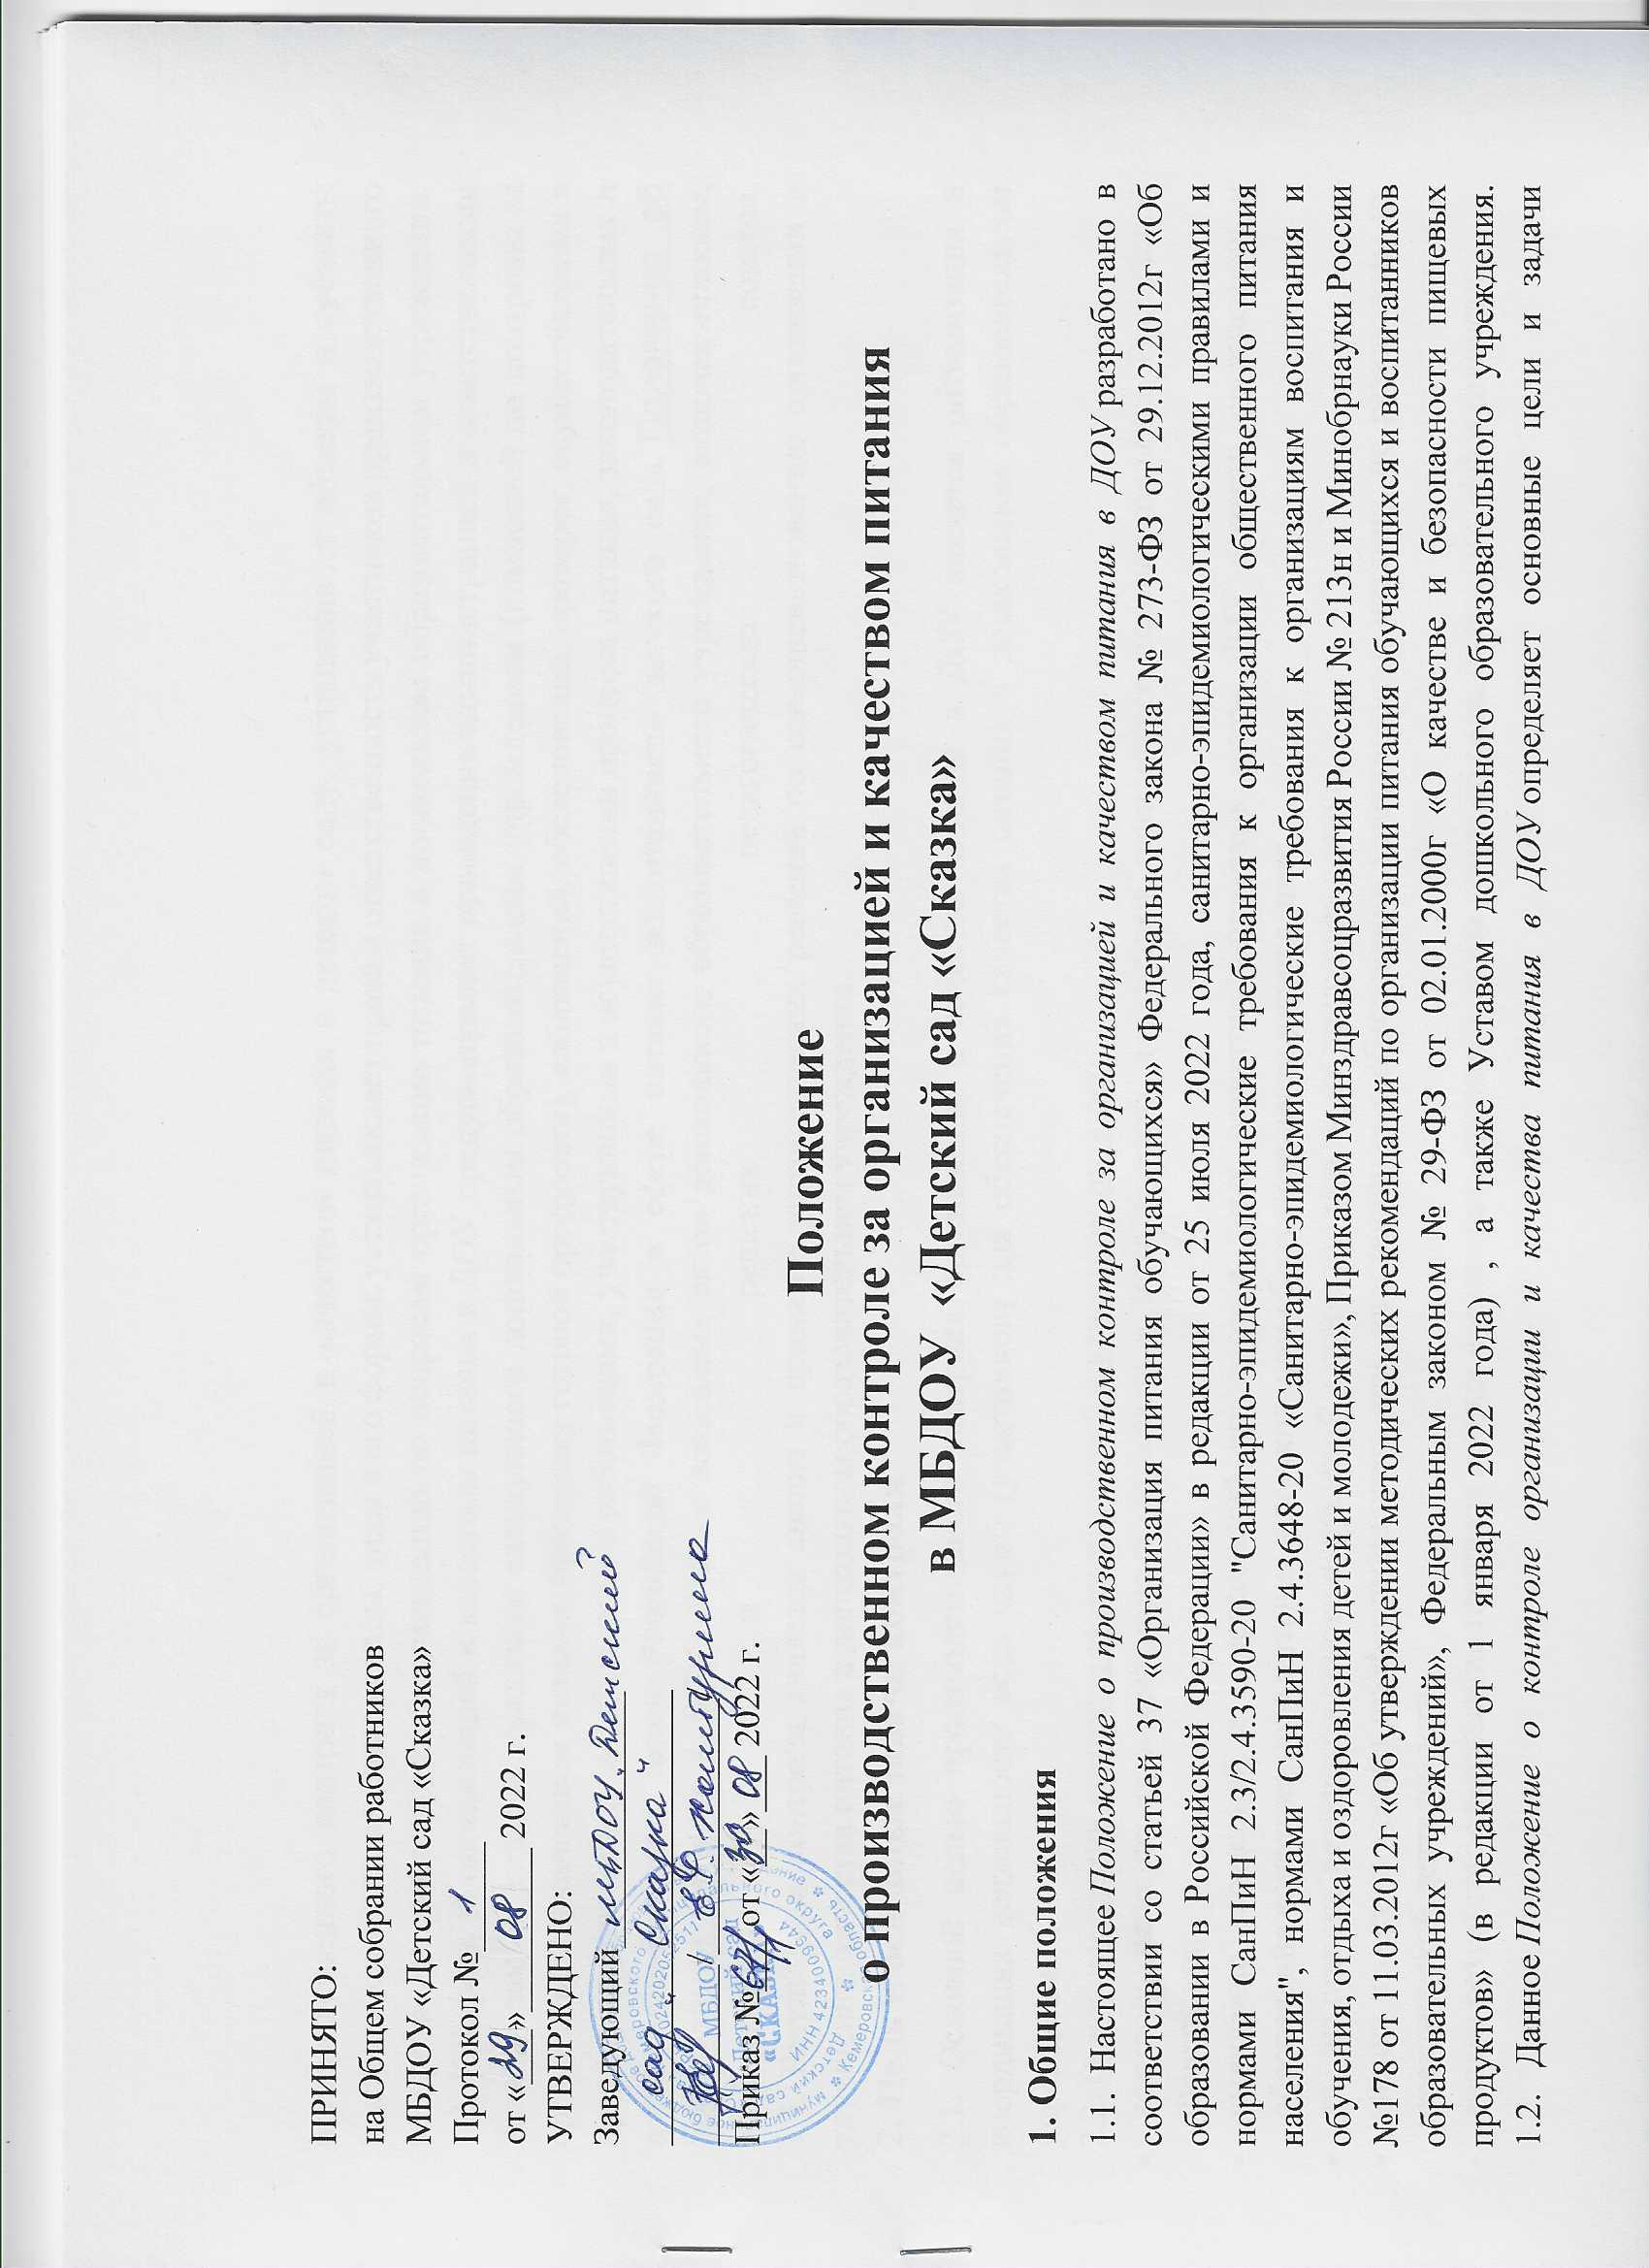 ПРИНЯТО:
на Общем собрании работников
МБДОУ «Детский сад «Сказка»
Протокол № 1
от «29» 08 2022 г.
УТВЕРЖДЕНО:
Заведующий МБДОУ „Детский
сад „Сказка"
Приказ № от «30» 08 2022 г.
МБДОУ
«СКАЗКА»
Положение
о производственном контроле за организацией и качеством питания
в МБДОУ «Детский сад «Сказка»
1. Общие положения
1.1. Настоящее Положение о производственном контроле за организацией и качеством питания в ДОУ разработано в
соответствии со статьей 37 «Организация питания обучающихся» Федерального закона № 273-ФЗ от 29.12.2012г «Об
образовании в Российской Федерации» в редакции от 25 июля 2022 года, санитарно-эпидемиологическими правилами и
нормами СанПиН 2.3/2.4.3590-20 "Санитарно-эпидемиологические требования к организации общественного питания
населения", нормами СанПиН 2.4.3648-20 «Санитарно-эпидемиологические требования к организациям воспитания и
обучения, отдыха и оздоровления детей и молодежи», Приказом Минздравсоцразвития России № 213н и Минобрнауки России
№178 от 11.03.2012г «Об утверждении методических рекомендаций по организации питания обучающихся и воспитанников
образовательных учреждений», Федеральным законом № 29-ФЗ от 02.01.2000г «О качестве и безопасности пищевых
продуктов» (в редакции от 1 января 2022 года) , а также Уставом дошкольного образовательного учреждения.
1.2. Данное Положение о контроле организации и качества питания в ДОУ определяет основные цели и задачи